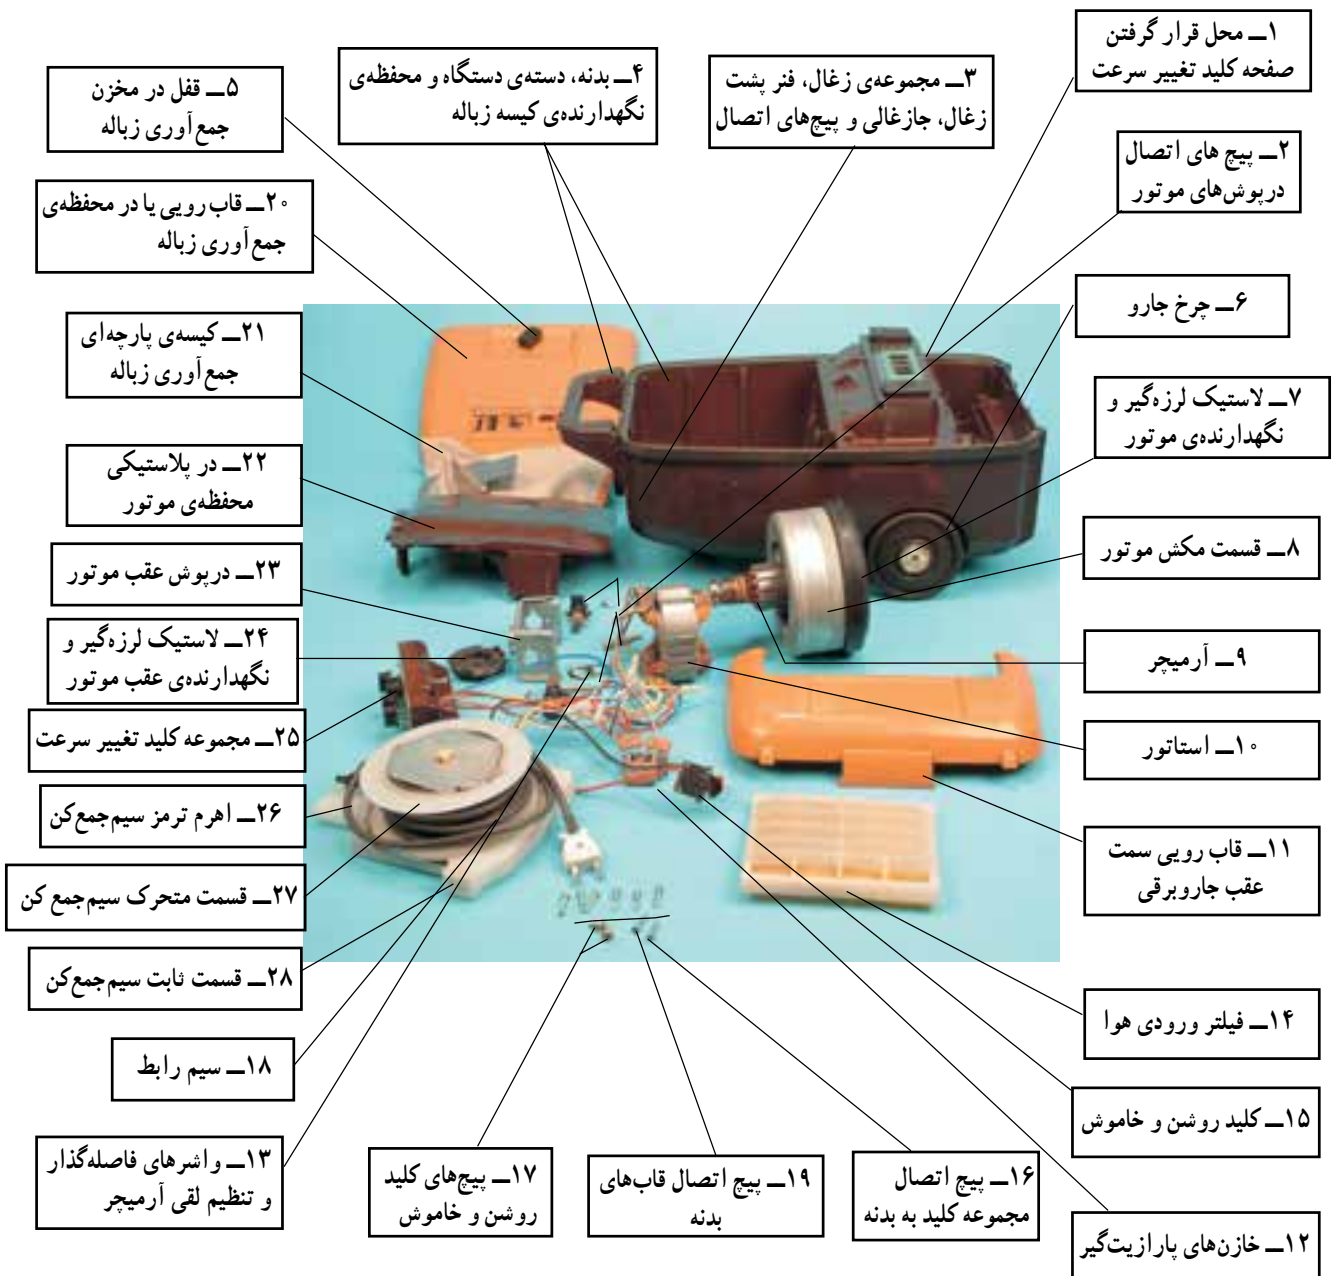 ۱ــ محل قرار گرفتن
صفحه کلید تغییر سرعت
۲ــ پیچ های اتصال
درپوش‌های موتور
۳ــ مجموعه‌ی زغال، فنر پشت
زغال، جازغالی و پیچ‌های اتصال
۴ــ بدنه، دسته‌ی دستگاه و محفظه‌ی
نگهدارنده‌ی کیسه زباله
۵ــ قفل در مخزن
جمع‌آوری زباله
۲۰ــ قاب رویی یا در محفظه‌ی
جمع‌آوری زباله
۶ــ چرخ جارو
۲۱ــ کیسه‌ی پارچه‌ای
جمع‌آوری زباله
۷ــ لاستیک لرزه‌گیر و
نگهدارنده‌ی موتور
۲۲ــ در پلاستیکی
محفظه‌ی موتور
۸ــ قسمت مکش موتور
۲۳ــ درپوش عقب موتور
۹ــ آرمیچر
۲۴ــ لاستیک لرزه‌گیر و
نگهدارنده‌ی عقب موتور
۱۰ــ استاتور
۲۵ــ مجموعه کلید تغییر سرعت
۲۶ــ اهرم ترمز سیم‌جمع‌کن
۱۱ــ قاب رویی سمت
عقب جاروبرقی
۲۷ــ قسمت متحرک سیم‌جمع کن
۲۸ــ قسمت ثابت سیم‌جمع‌کن
۱۴ــ فیلتر ورودی هوا
۱۸ــ سیم رابط
۱۵ــ کلید روشن و خاموش
۱۶ــ پیچ اتصال
مجموعه کلید به بدنه
۱۹ــ پیچ اتصال قاب‌های
بدنه
۱۷ــ پیچ‌های کلید
روشن و خاموش
۱۳ــ واشرهای فاصله‌گذار
و تنظیم لقی آرمیچر
۱۲ــ خازن‌های پارازیت‌گیر